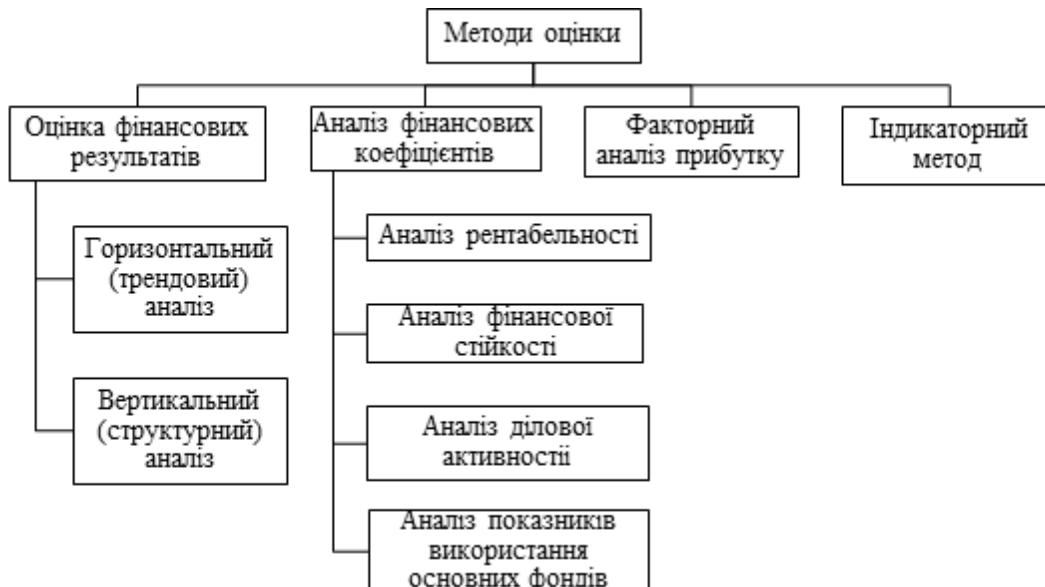 Методи оцінки
Оцінка фінансових
результатів
Аналіз фінансових
коефіцієнтів
Факторний
аналіз прибутку
Індикаторний
метод
Горизонтальний
(трендовий)
аналіз
Вертикальний
(структурний)
аналіз
Аналіз рентабельності
Аналіз фінансової
стійкості
Аналіз ділової
активностіі
Аналіз показників
використання
основних фондів